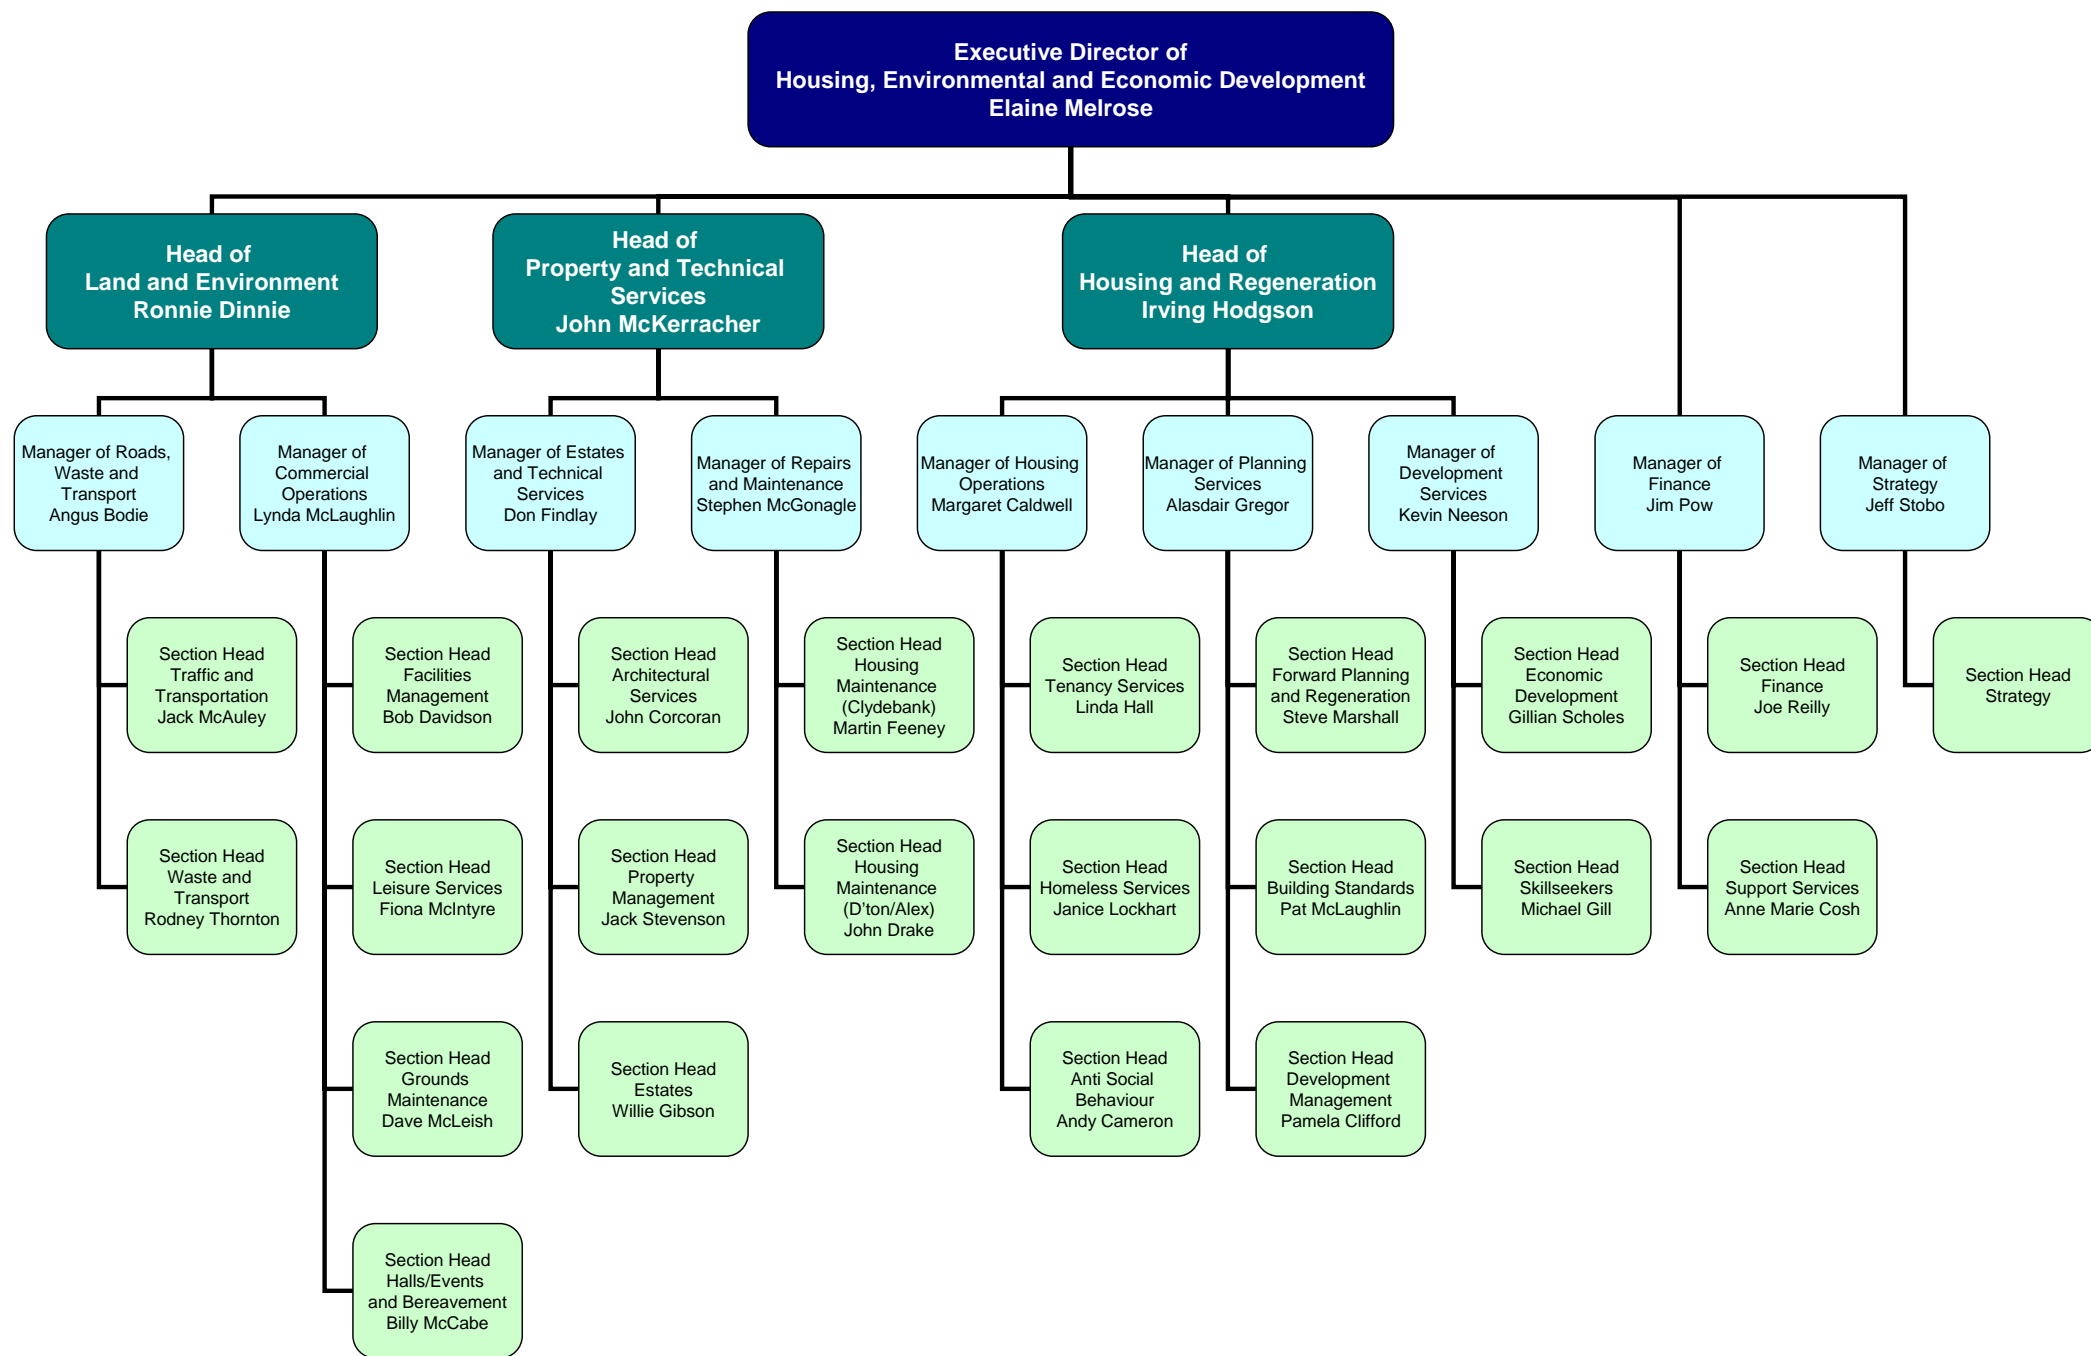 Executive Director of
Housing, Environmental and Economic Development
Elaine Melrose
Head of
Land and Environment
Ronnie Dinnie
Head of
Property and Technical
Services
John McKerracher
Head of
Housing and Regeneration
Irving Hodgson
Manager of Roads,
Waste and
Transport
Angus Bodie
Manager of
Commercial
Operations
Lynda McLaughlin
Manager of Estates
and Technical
Services
Don Findlay
Manager of Repairs
and Maintenance
Stephen McGonagle
Manager of Housing
Operations
Margaret Caldwell
Manager of Planning
Services
Alasdair Gregor
Manager of
Development
Services
Kevin Neeson
Manager of
Finance
Jim Pow
Manager of
Strategy
Jeff Stobo
Section Head
Traffic and
Transportation
Jack McAuley
Section Head
Facilities
Management
Bob Davidson
Section Head
Architectural
Services
John Corcoran
Section Head
Housing
Maintenance
(Clydebank)
Martin Feeney
Section Head
Tenancy Services
Linda Hall
Section Head
Forward Planning
and Regeneration
Steve Marshall
Section Head
Economic
Development
Gillian Scholes
Section Head
Finance
Joe Reilly
Section Head
Strategy
Section Head
Waste and
Transport
Rodney Thornton
Section Head
Leisure Services
Fiona McIntyre
Section Head
Property
Management
Jack Stevenson
Section Head
Housing
Maintenance
(D'ton/Alex)
John Drake
Section Head
Homeless Services
Janice Lockhart
Section Head
Building Standards
Pat McLaughlin
Section Head
Skillseekers
Michael Gill
Section Head
Support Services
Anne Marie Cosh
Section Head
Grounds
Maintenance
Dave McLeish
Section Head
Estates
Willie Gibson
Section Head
Anti Social
Behaviour
Andy Cameron
Section Head
Development
Management
Pamela Clifford
Section Head
Halls/Events
and Bereavement
Billy McCabe